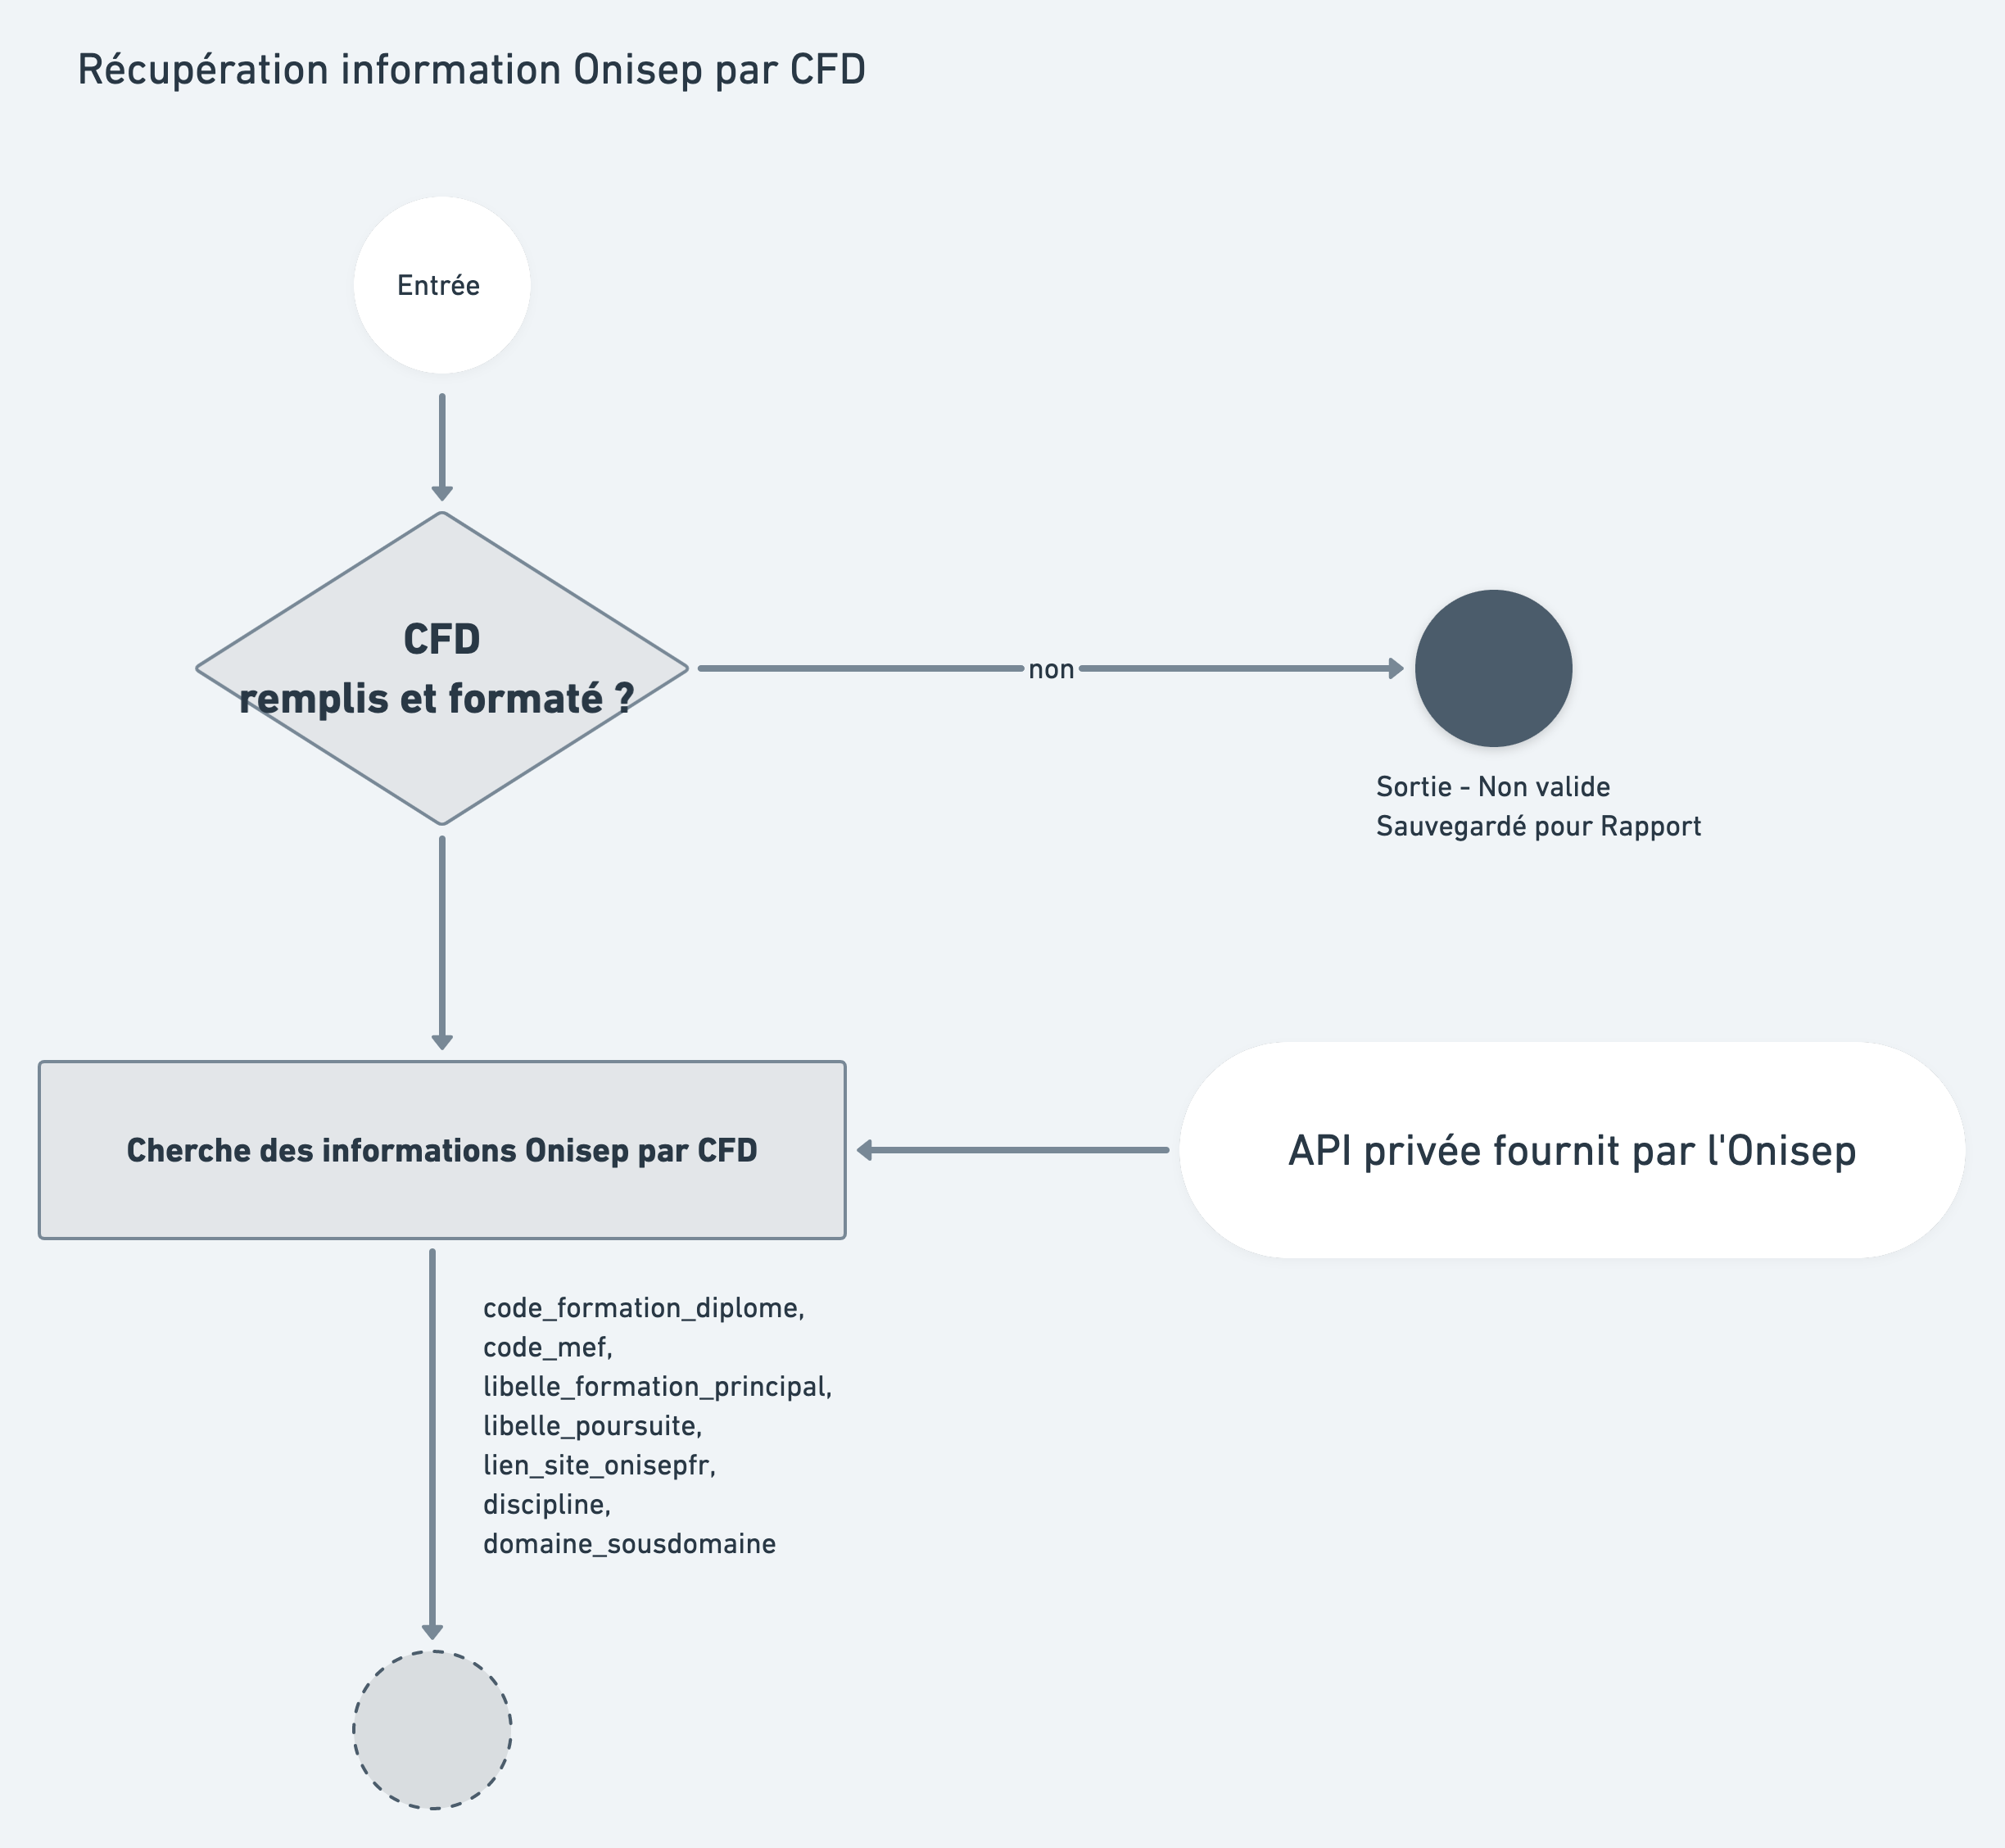 Récupération information Onisep par CFD
Entrée
CFD
remplis et formaté ?
non
Sortie - Non valide
Sauvegardé pour Rapport
Cherche des informations Onisep par CFD
API privée fournit par l'Onisep
code_formation_diplome,
code_mef,
libelle_formation_principal,
libelle_poursuite,
lien_site_onisepfr,
discipline,
domaine_sousdomaine